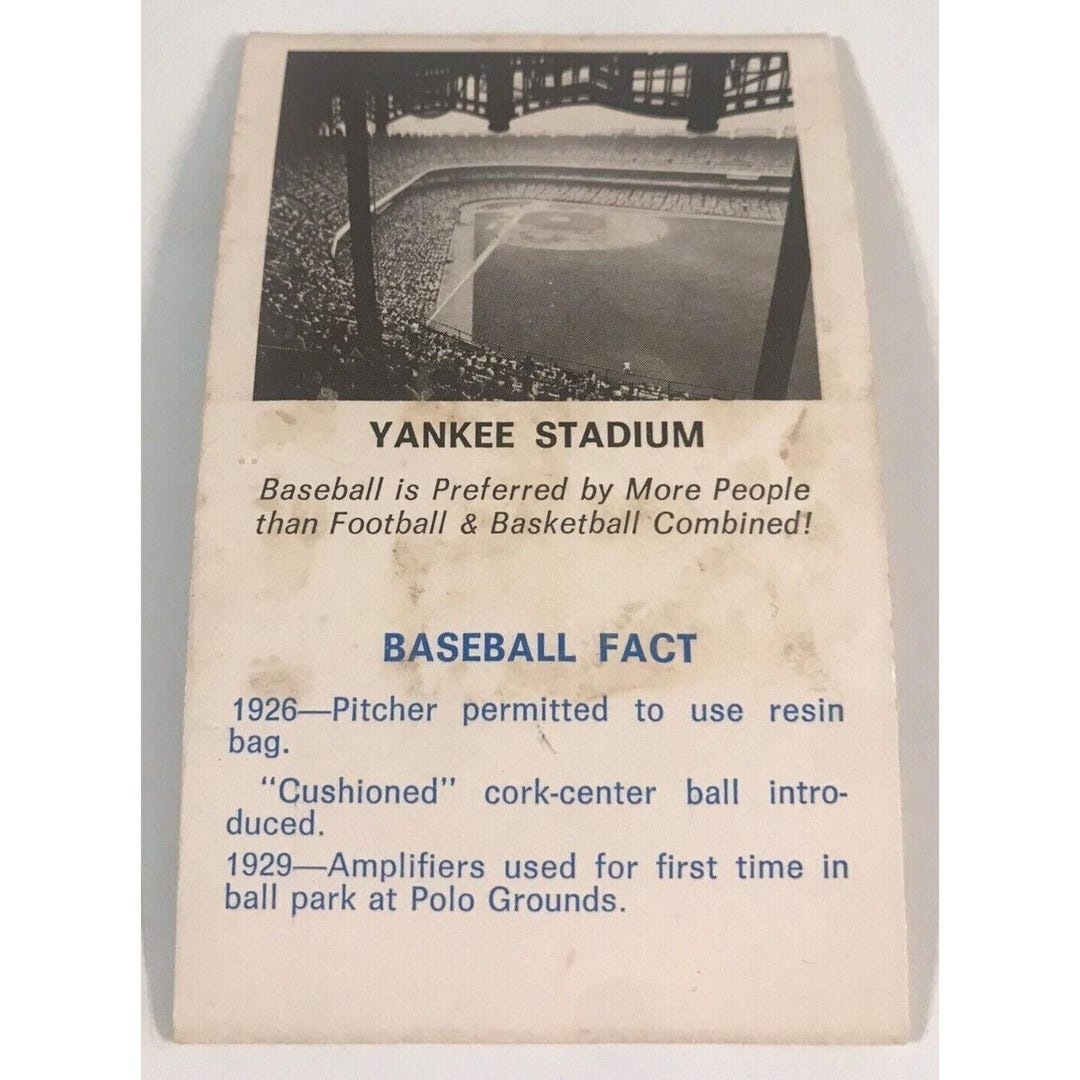 YANKEE STADIUM
Baseball is Preferred by More People
than Football & Basketball Combined!
BASEBALL FACT
1926—Pitcher permitted to use resin
bag.
"Cushioned" cork-center ball intro-
duced.
1929—Amplifiers used for first time in
ball park at Polo Grounds.